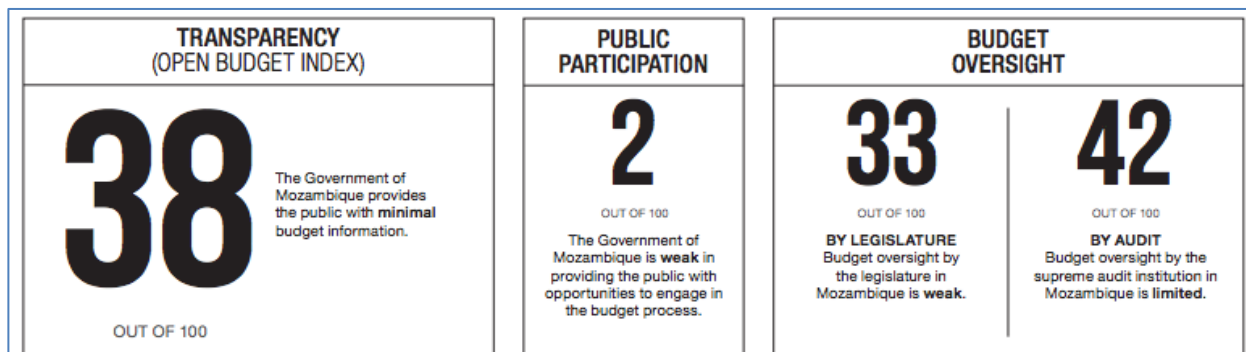 TRANSPARENCY
(OPEN BUDGET INDEX)
38
The Government of
Mozambique provides
the public with minimal
budget information.
OUT OF 100
PUBLIC
PARTICIPATION
2
OUT OF 100
The Government of
Mozambique is weak in
providing the public with
opportunities to engage in
the budget process.
BUDGET
OVERSIGHT
33
OUT OF 100
BY LEGISLATURE
Budget oversight by
the legislature in
Mozambique is weak.
42
OUT OF 100
BY AUDIT
Budget oversight by the
supreme audit institution in
Mozambique is limited.